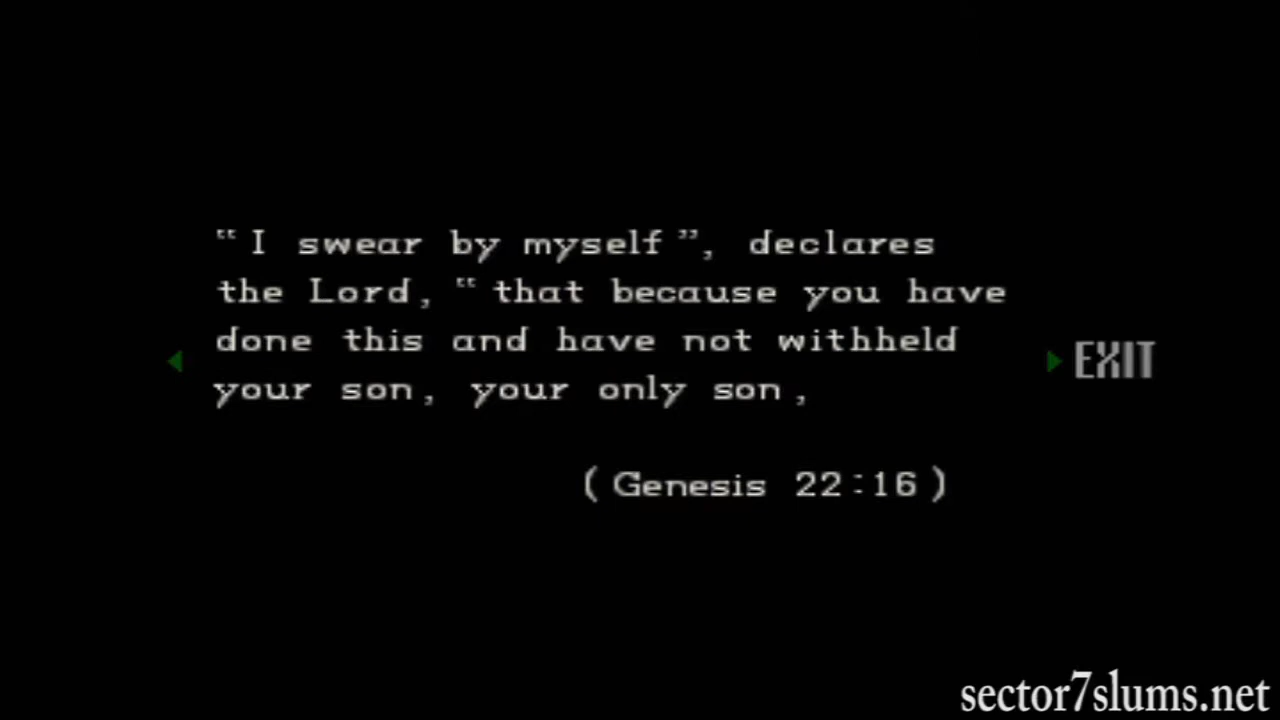 “I swear by myself”, declares
the Lord, “that because you have
done this and have not withheld
your son, your only son,
EXIT
(Genesis 22:16)
sector7slums.net